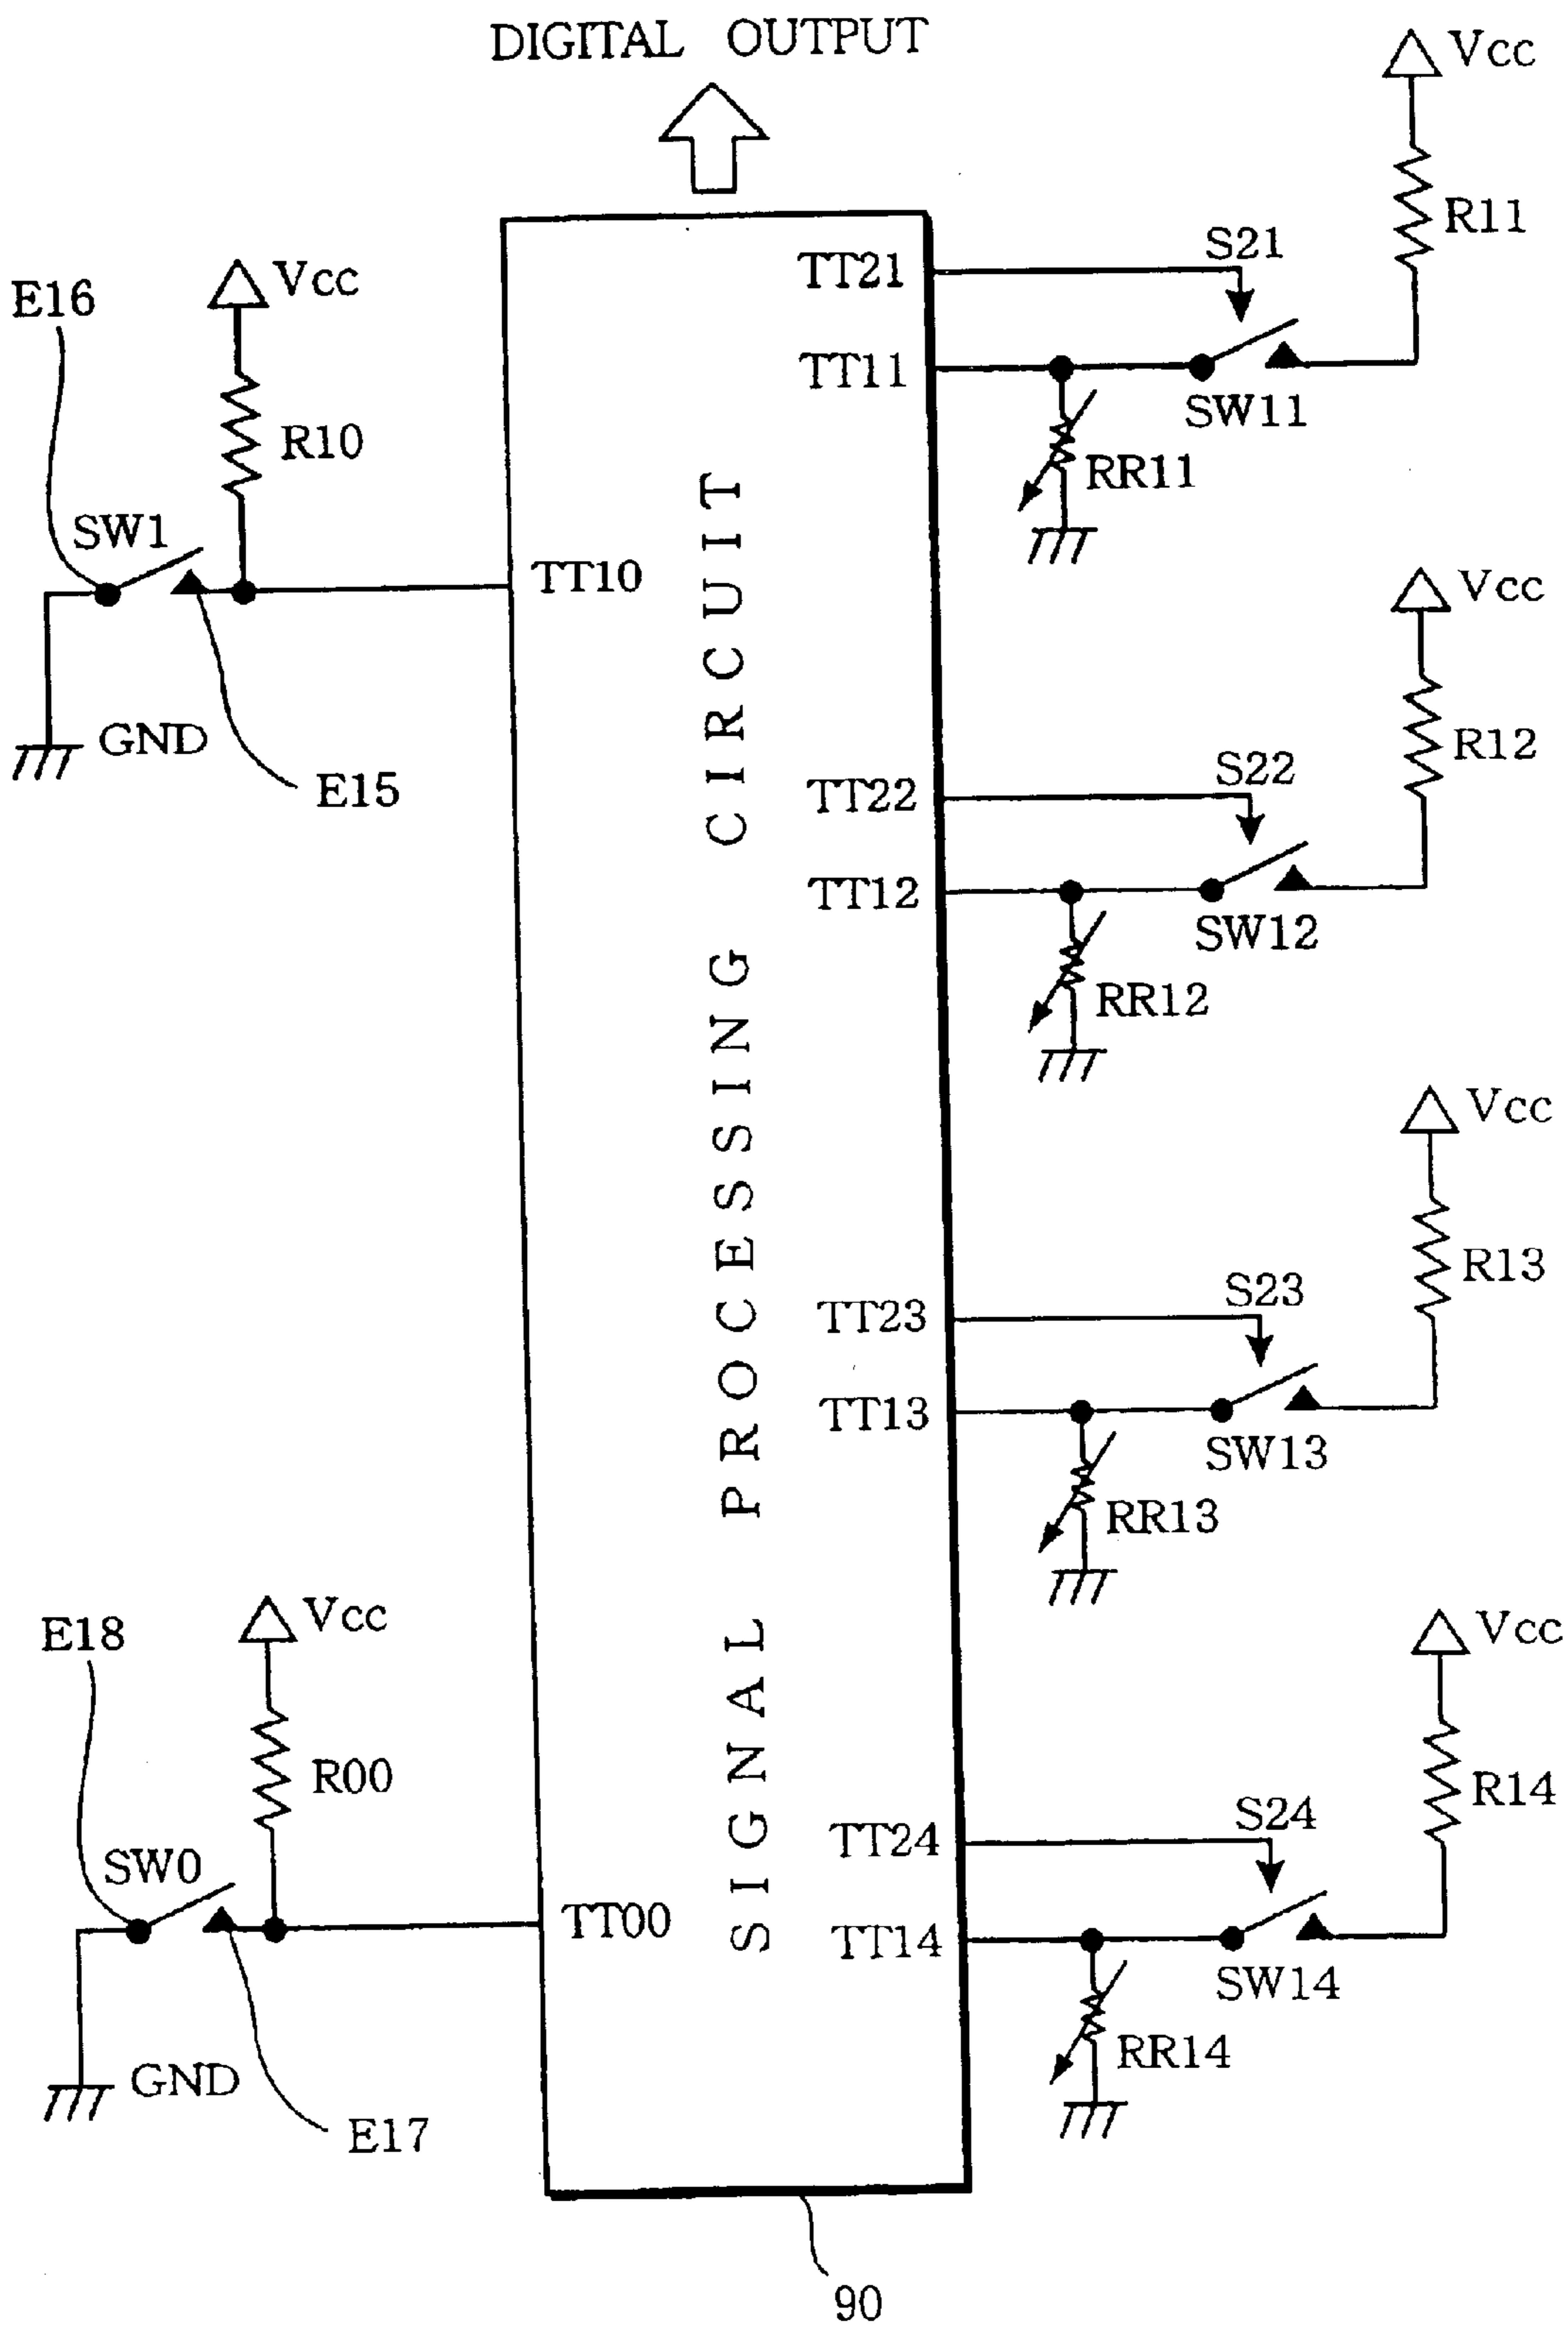 DIGITAL OUTPUT
Vcc
R11
S21
TT21
TT11
SW11
RR11
E16
Vcc
R10
SW1
TT10
GND
E15
Vcc
R12
S22
TT22
TT12
SW12
RR12
SIGNAL PROCESSING CIRCUIT
Vcc
R13
S23
TT23
TT13
SW13
RR13
E18
Vcc
R00
SW0
TT00
GND
E17
Vcc
R14
S24
TT24
TT14
SW14
RR14
90